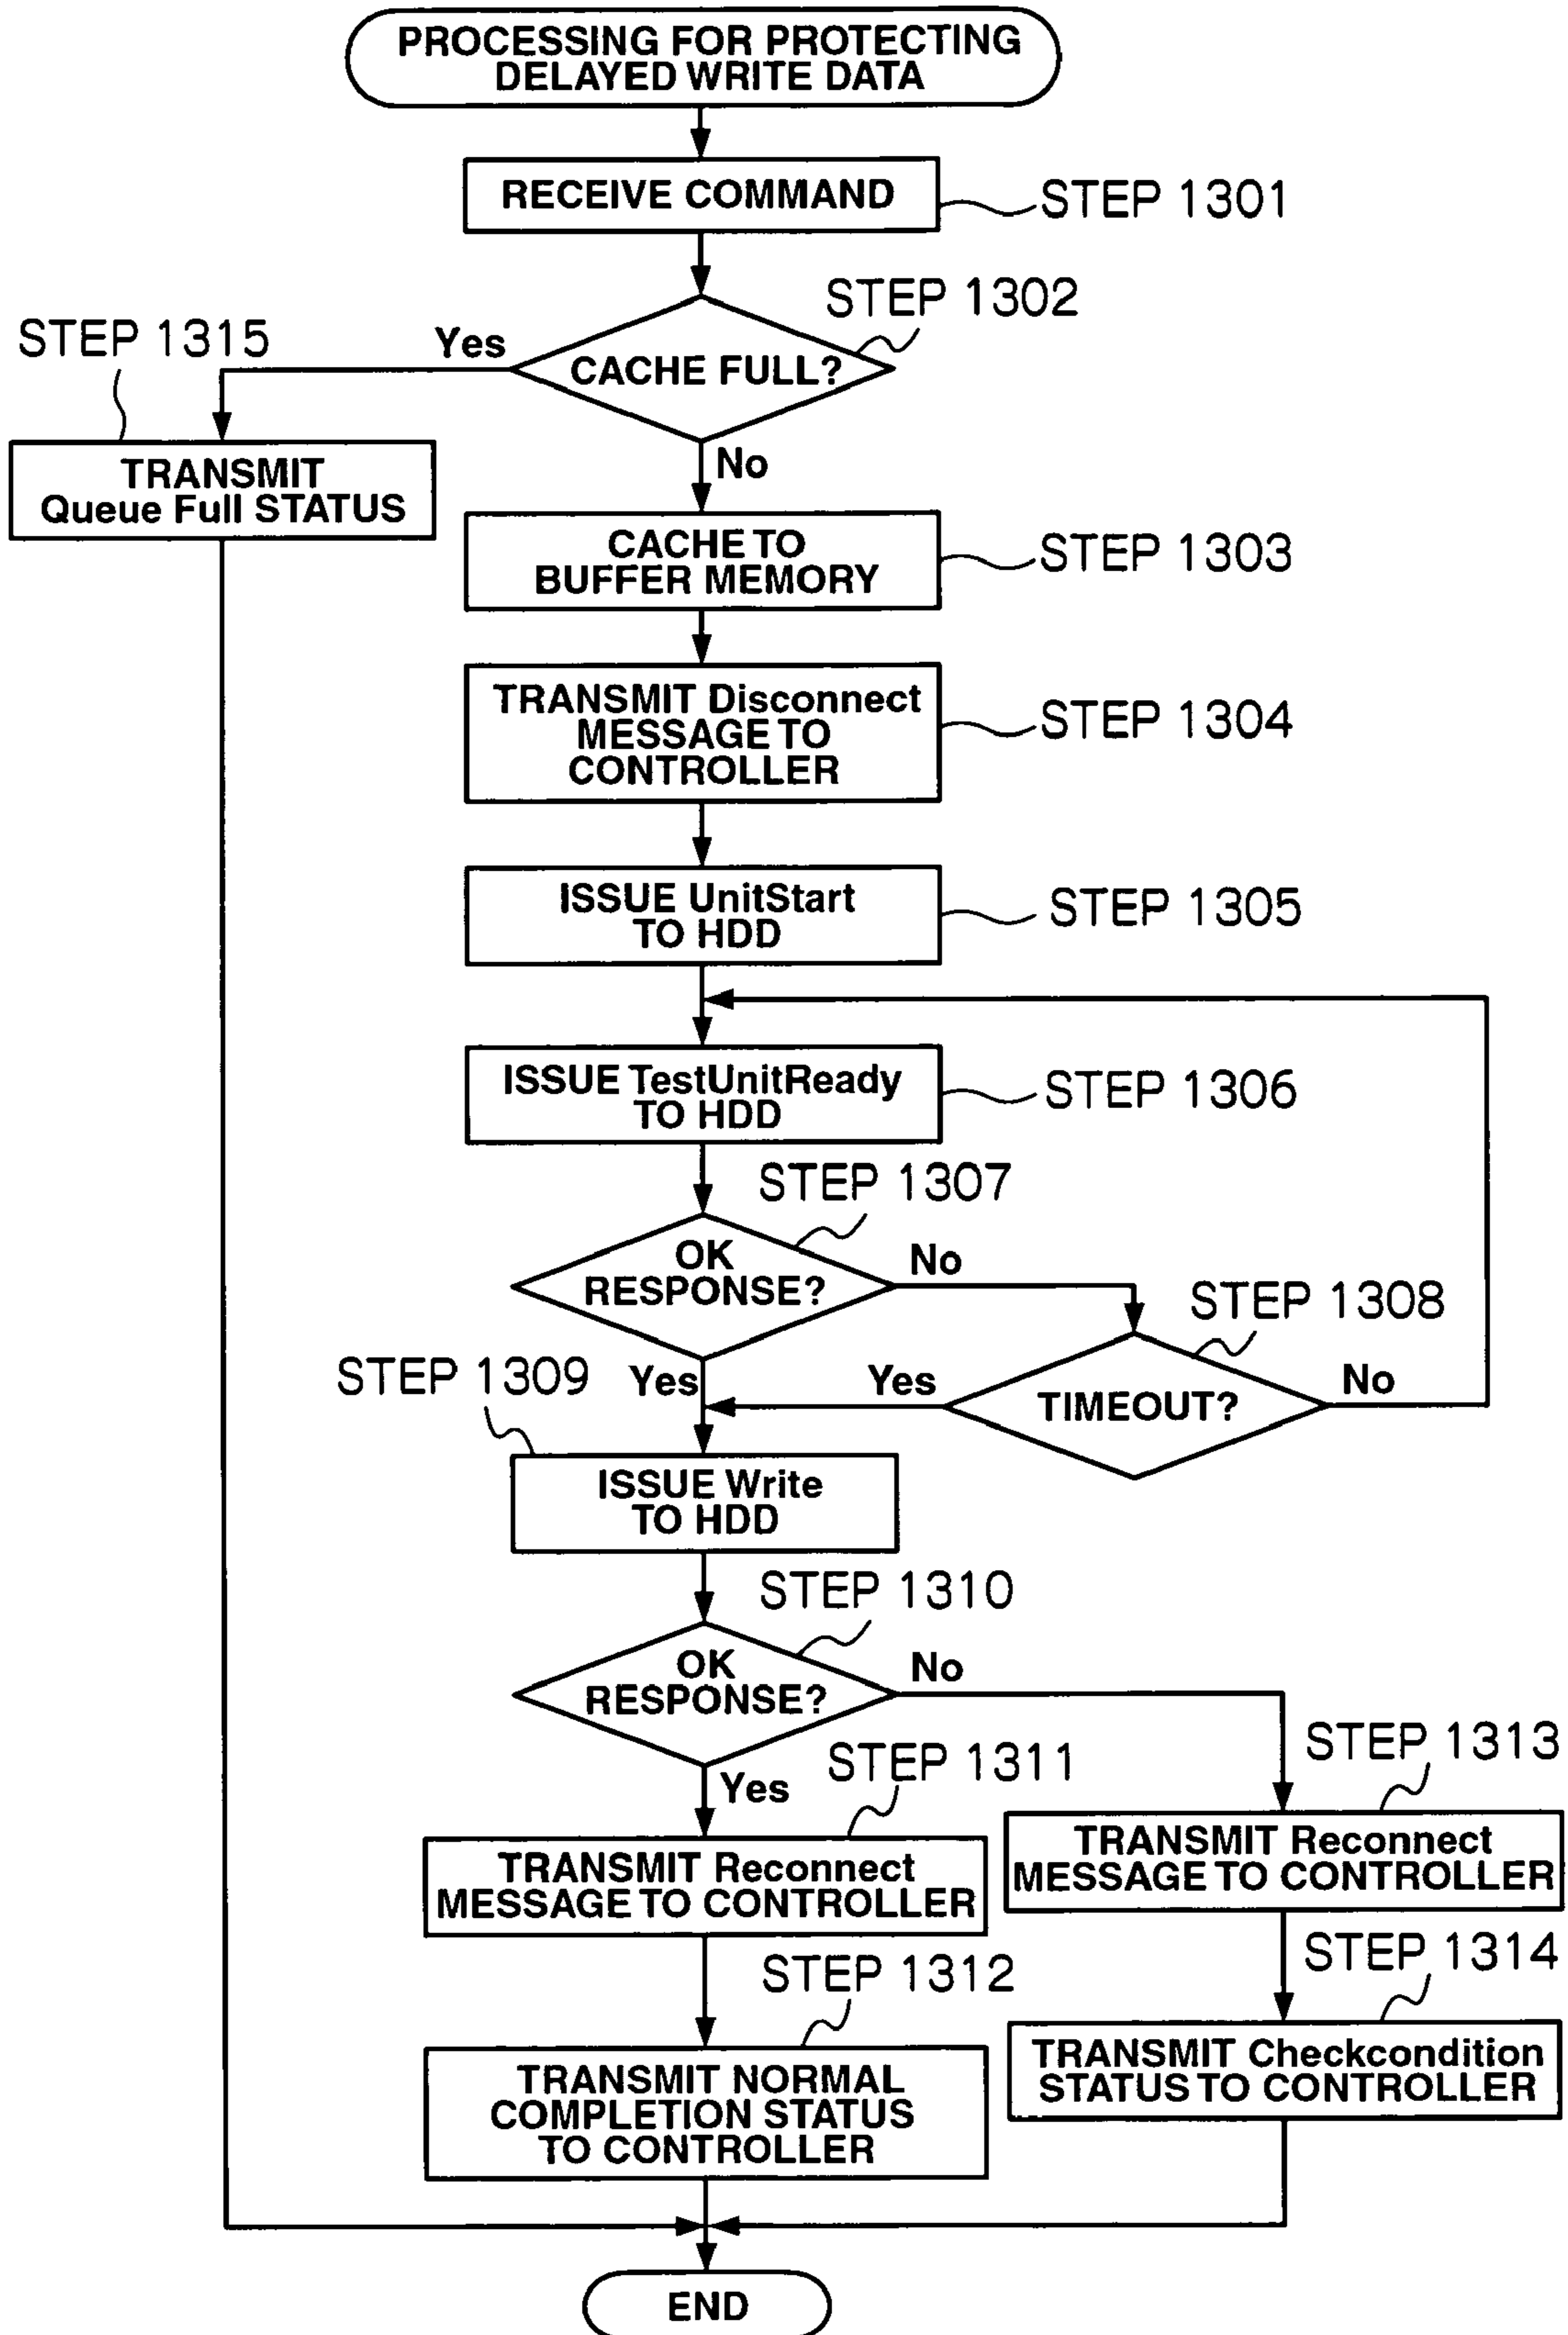 PROCESSING FOR PROTECTING
DELAYED WRITE DATA
RECEIVE COMMAND
STEP 1301
STEP 1302
CACHE FULL?
Yes
STEP 1315
TRANSMIT
Queue Full STATUS
No
CACHE TO
BUFFER MEMORY
STEP 1303
TRANSMIT Disconnect
MESSAGE TO
CONTROLLER
STEP 1304
ISSUE UnitStart
TO HDD
STEP 1305
ISSUE TestUnitReady
TO HDD
STEP 1306
STEP 1307
OK
RESPONSE?
No
STEP 1308
TIMEOUT?
Yes
No
Yes
STEP 1309
ISSUE Write
TO HDD
STEP 1310
OK
RESPONSE?
No
Yes
STEP 1311
TRANSMIT Reconnect
MESSAGE TO CONTROLLER
STEP 1313
TRANSMIT Reconnect
MESSAGE TO CONTROLLER
STEP 1312
TRANSMIT NORMAL
COMPLETION STATUS
TO CONTROLLER
STEP 1314
TRANSMIT Checkcondition
STATUS TO CONTROLLER
END